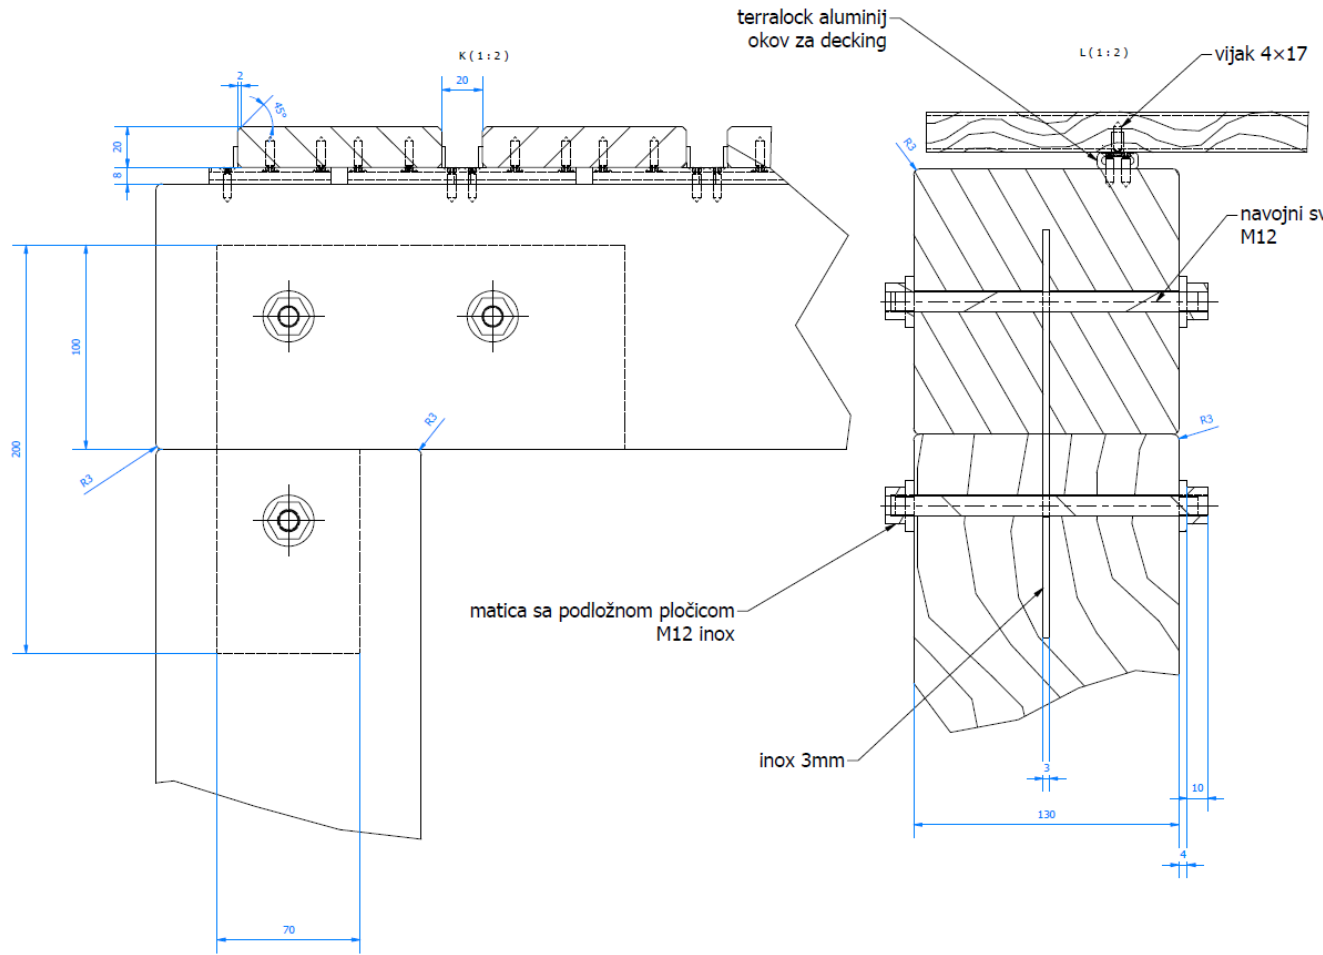 terralock aluminij
okov za decking
K ( 1 : 2 )
L ( 1 : 2 )
vijak 4×17
2
45°
20
20
8
R3
navojni sv
M12
100
200
R3
R3
R3
matica sa podložnom pločicom
M12 inox
inox 3mm
3
10
130
4
70